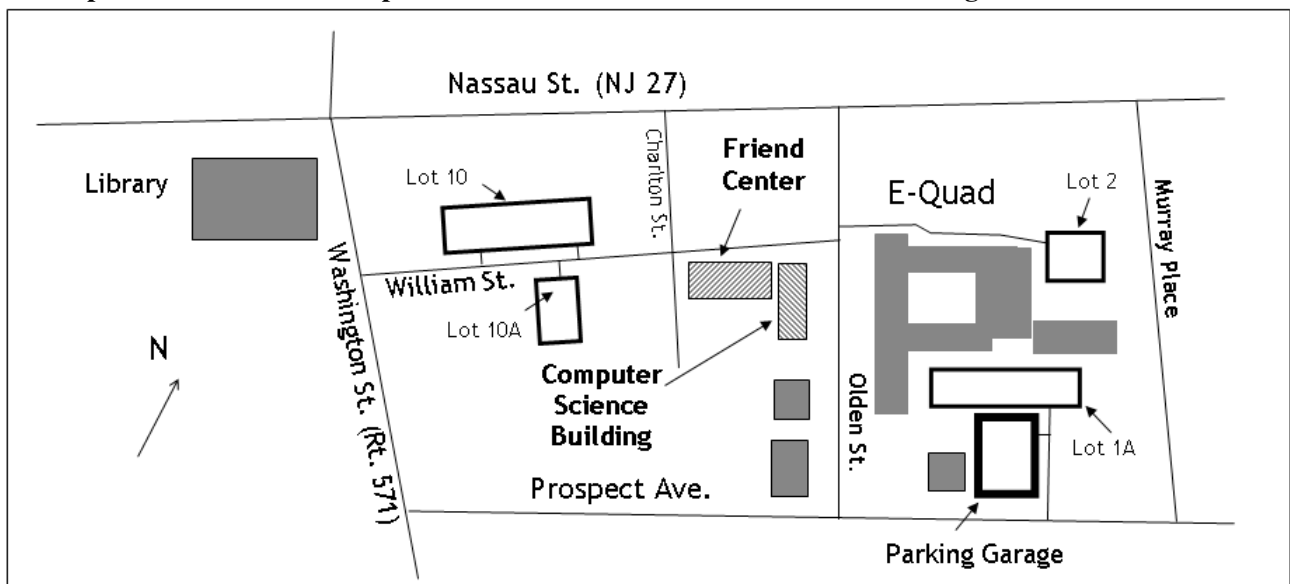 Nassau St. (NJ 27)
Library
Lot 10
Charlton St.
Friend
Center
E-Quad
Lot 2
Murray Place
Washington St. (Rt. 571)
William St.
Lot 10A
N
Computer
Science
Building
Olden St.
Lot 1A
Prospect Ave.
Parking Garage